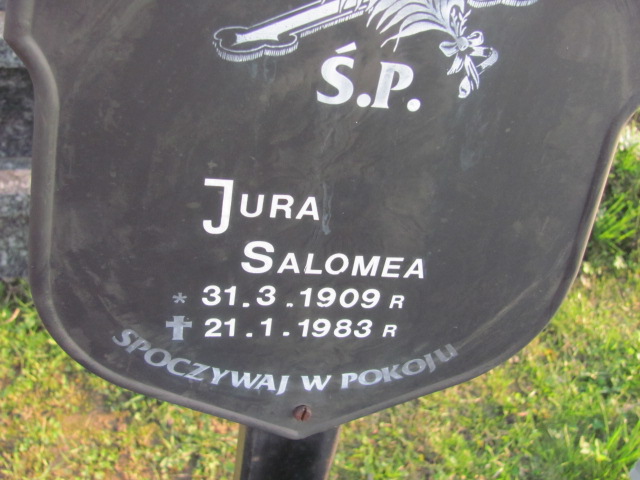 Ś.P.
JURA
SALOMEA
* 31.3.1909 R
✝ 21.1.1983 R
SPOCZYWAJ W POKOJU